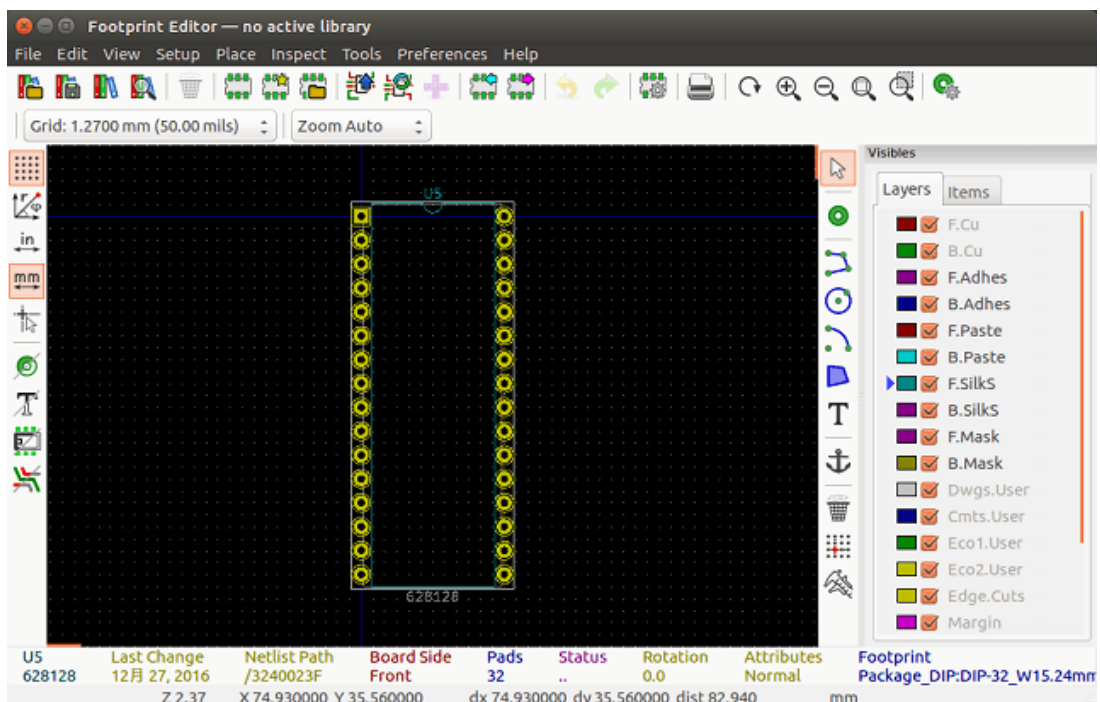 Footprint Editor — no active library
File Edit View Setup Place Inspect Tools Preferences Help
Grid: 1.2700 mm (50.00 mils) Zoom Auto
Visibles
Layers Items
in
mm
U5
628128
F.Cu
B.Cu
F.Adhes
B.Adhes
F.Paste
B.Paste
F.SilkS
B.SilkS
F.Mask
B.Mask
Dwgs.User
Cmts.User
Eco1.User
Eco2.User
Edge.Cuts
Margin
U5 Last Change Netlist Path Board Side Pads Status Rotation Attributes Footprint
628128 12月 27, 2016 /3240023F Front 32 .. 0.0 Normal Package_DIP:DIP-32_W15.24mm
Z 2.37 X 74.930000 Y 35.560000 dx 74.930000 dy 35.560000 dist 82.940 mm